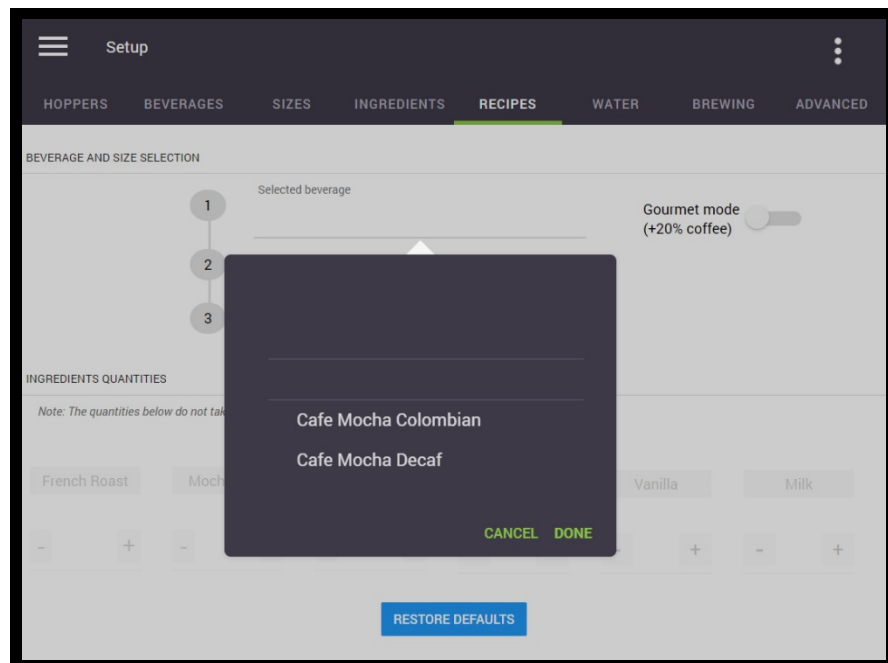 Setup
HOPPERS BEVERAGES SIZES INGREDIENTS RECIPES WATER BREWING ADVANCED
BEVERAGE AND SIZE SELECTION
1 Selected beverage
Gourmet mode
(+20% coffee)
2
3
Cafe Mocha Colombian
Cafe Mocha Decaf
CANCEL DONE
INGREDIENTS QUANTITIES
Note: The quantities below do not tak
French Roast Moch Vanilla Milk
- + - - + - +
RESTORE DEFAULTS